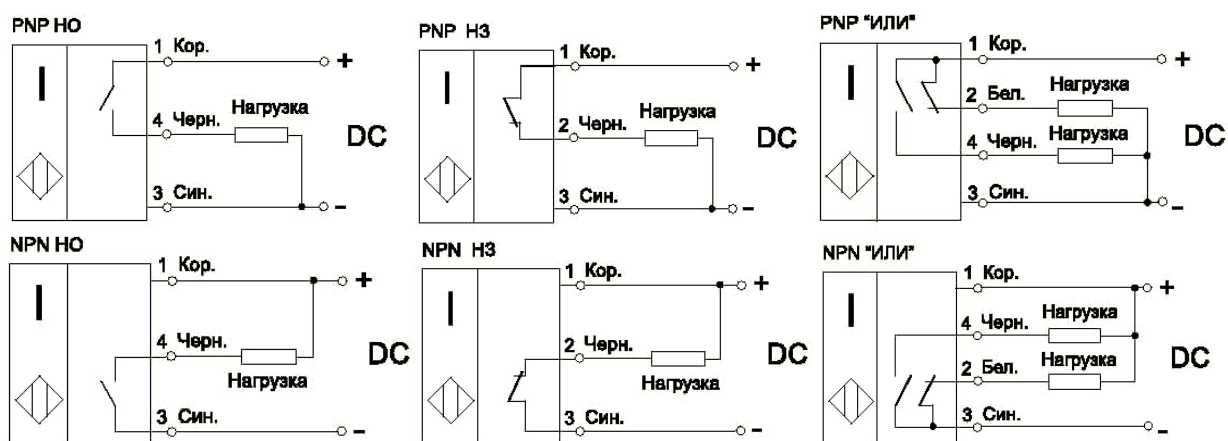 PNP НО
1 Кор.
+
Нагрузка
4 Черн.
DC
3 Син.
-
PNP НЗ
1 Кор.
+
Нагрузка
2 Черн.
DC
3 Син.
-
PNP "ИЛИ"
1 Кор.
+
Нагрузка
2 Бел.
Нагрузка
4 Черн.
DC
3 Син.
-
NPN НО
1 Кор.
+
4 Черн.
DC
Нагрузка
3 Син.
-
NPN НЗ
1 Кор.
+
2 Черн.
DC
Нагрузка
3 Син.
-
NPN "ИЛИ"
1 Кор.
+
Нагрузка
4 Черн.
Нагрузка
DC
2 Бел.
3 Син.
-